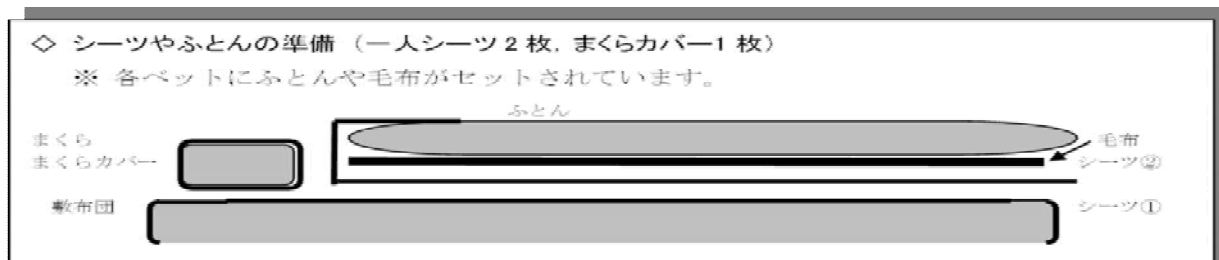 ◇ シーツやふとんの準備（一人シーツ2枚，まくらカバー1枚）
※ 各ベットにふとんや毛布がセットされています。
ふとん
まくら
まくらカバー
毛布
シーツ②
敷布団
シーツ①